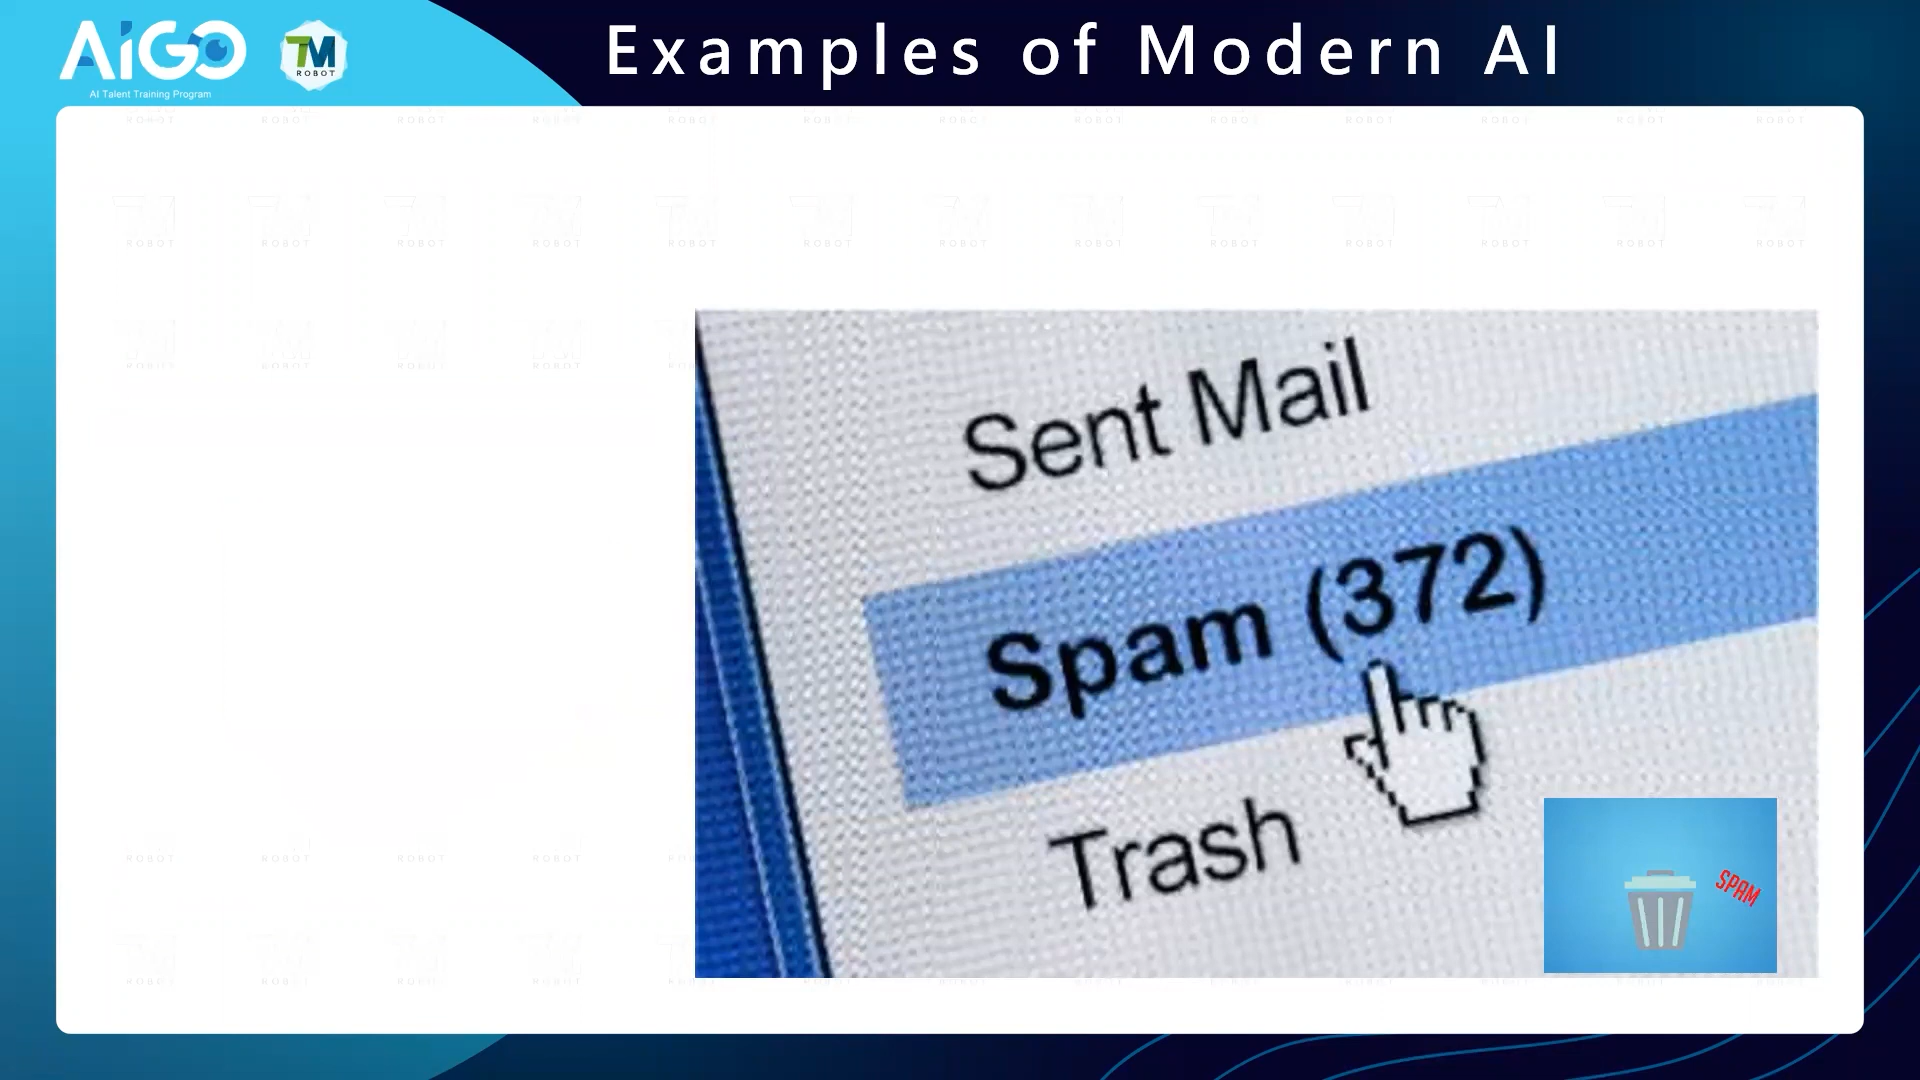 AiGO
AI Talent Training Program
TM
ROBOT
Examples of Modern AI
Sent Mail
Spam (372)
Trash
SPAM